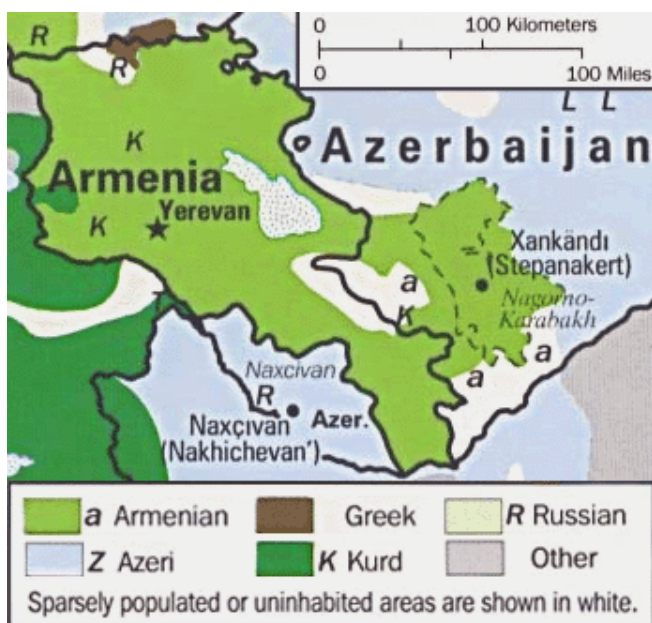 R
0 100 Kilometers
0 100 Miles
R
L L
K
Azerbaijan
Armenia
K
Yerevan
Xankändı
(Stepanakert)
a
K
Nagorno-
Karabakh
a
a
Naxcivan
R
Naxçıvan
Azer.
(Nakhichevan')
a Armenian
Greek
R Russian
Z Azeri
K Kurd
Other
Sparsely populated or uninhabited areas are shown in white.